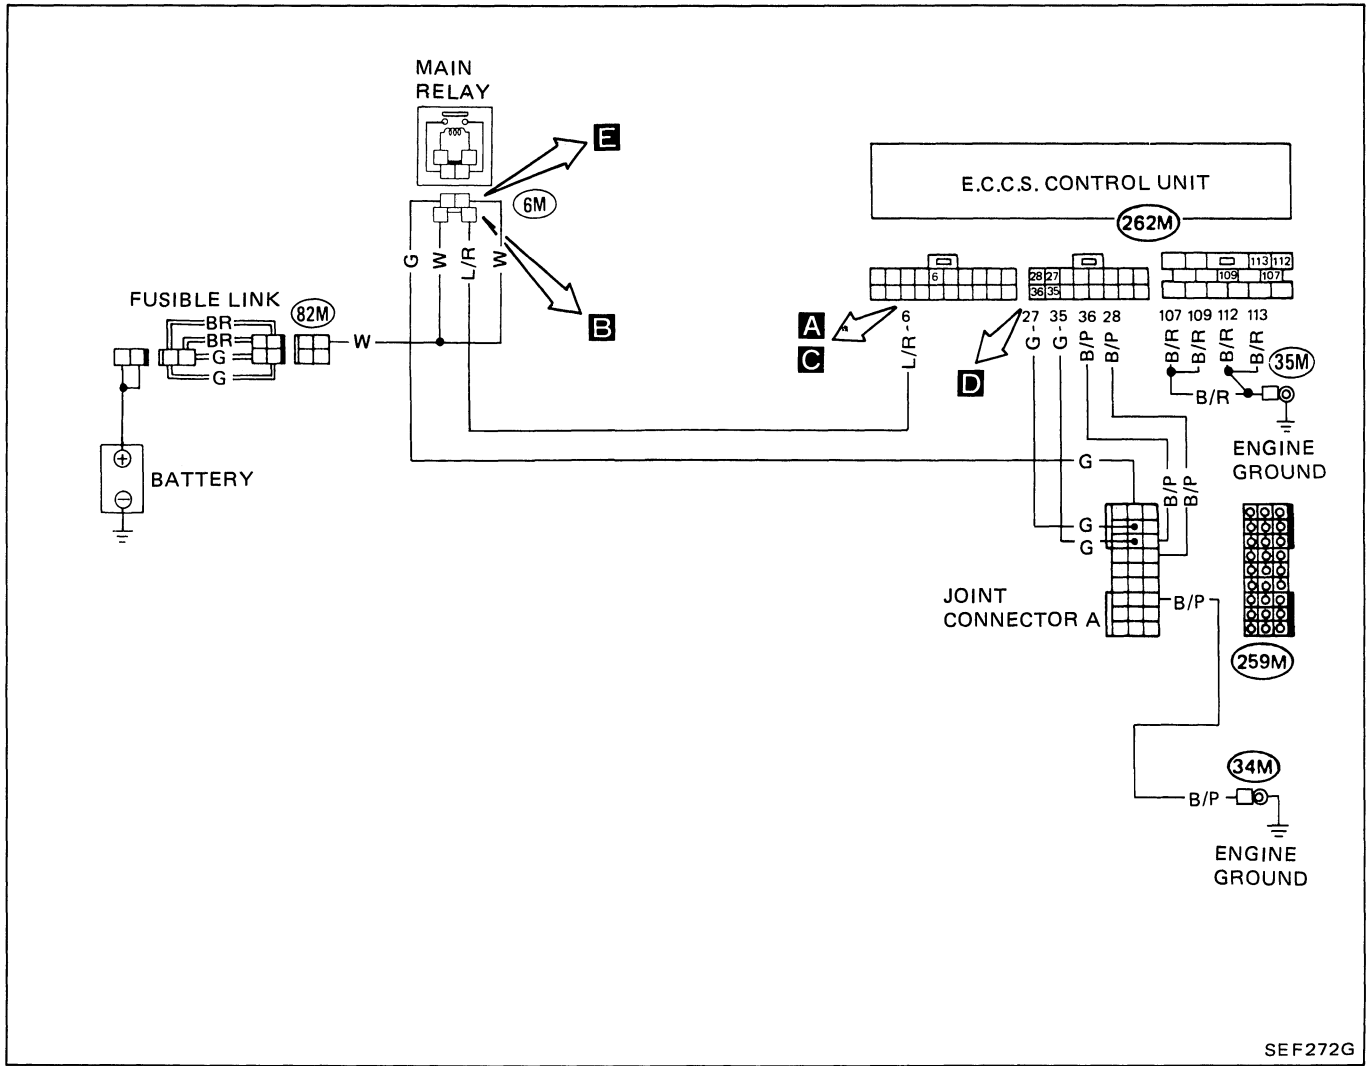 MAIN
RELAY
E
6M
E.C.C.S. CONTROL UNIT
262M
G
W
L/R
W
B
FUSIBLE LINK
82M
BR
BR
G
G
W
BATTERY
6
28 27
36 35
113 112
109 107
A
C
D
6
27 35 36 28
107 109 112 113
L/R
G
G
B/P
B/P
B/R
B/R
B/R
B/R
B/R
35M
ENGINE
GROUND
G
B/P
B/P
G
G
JOINT
CONNECTOR A
B/P
259M
34M
B/P
ENGINE
GROUND
SEF272G